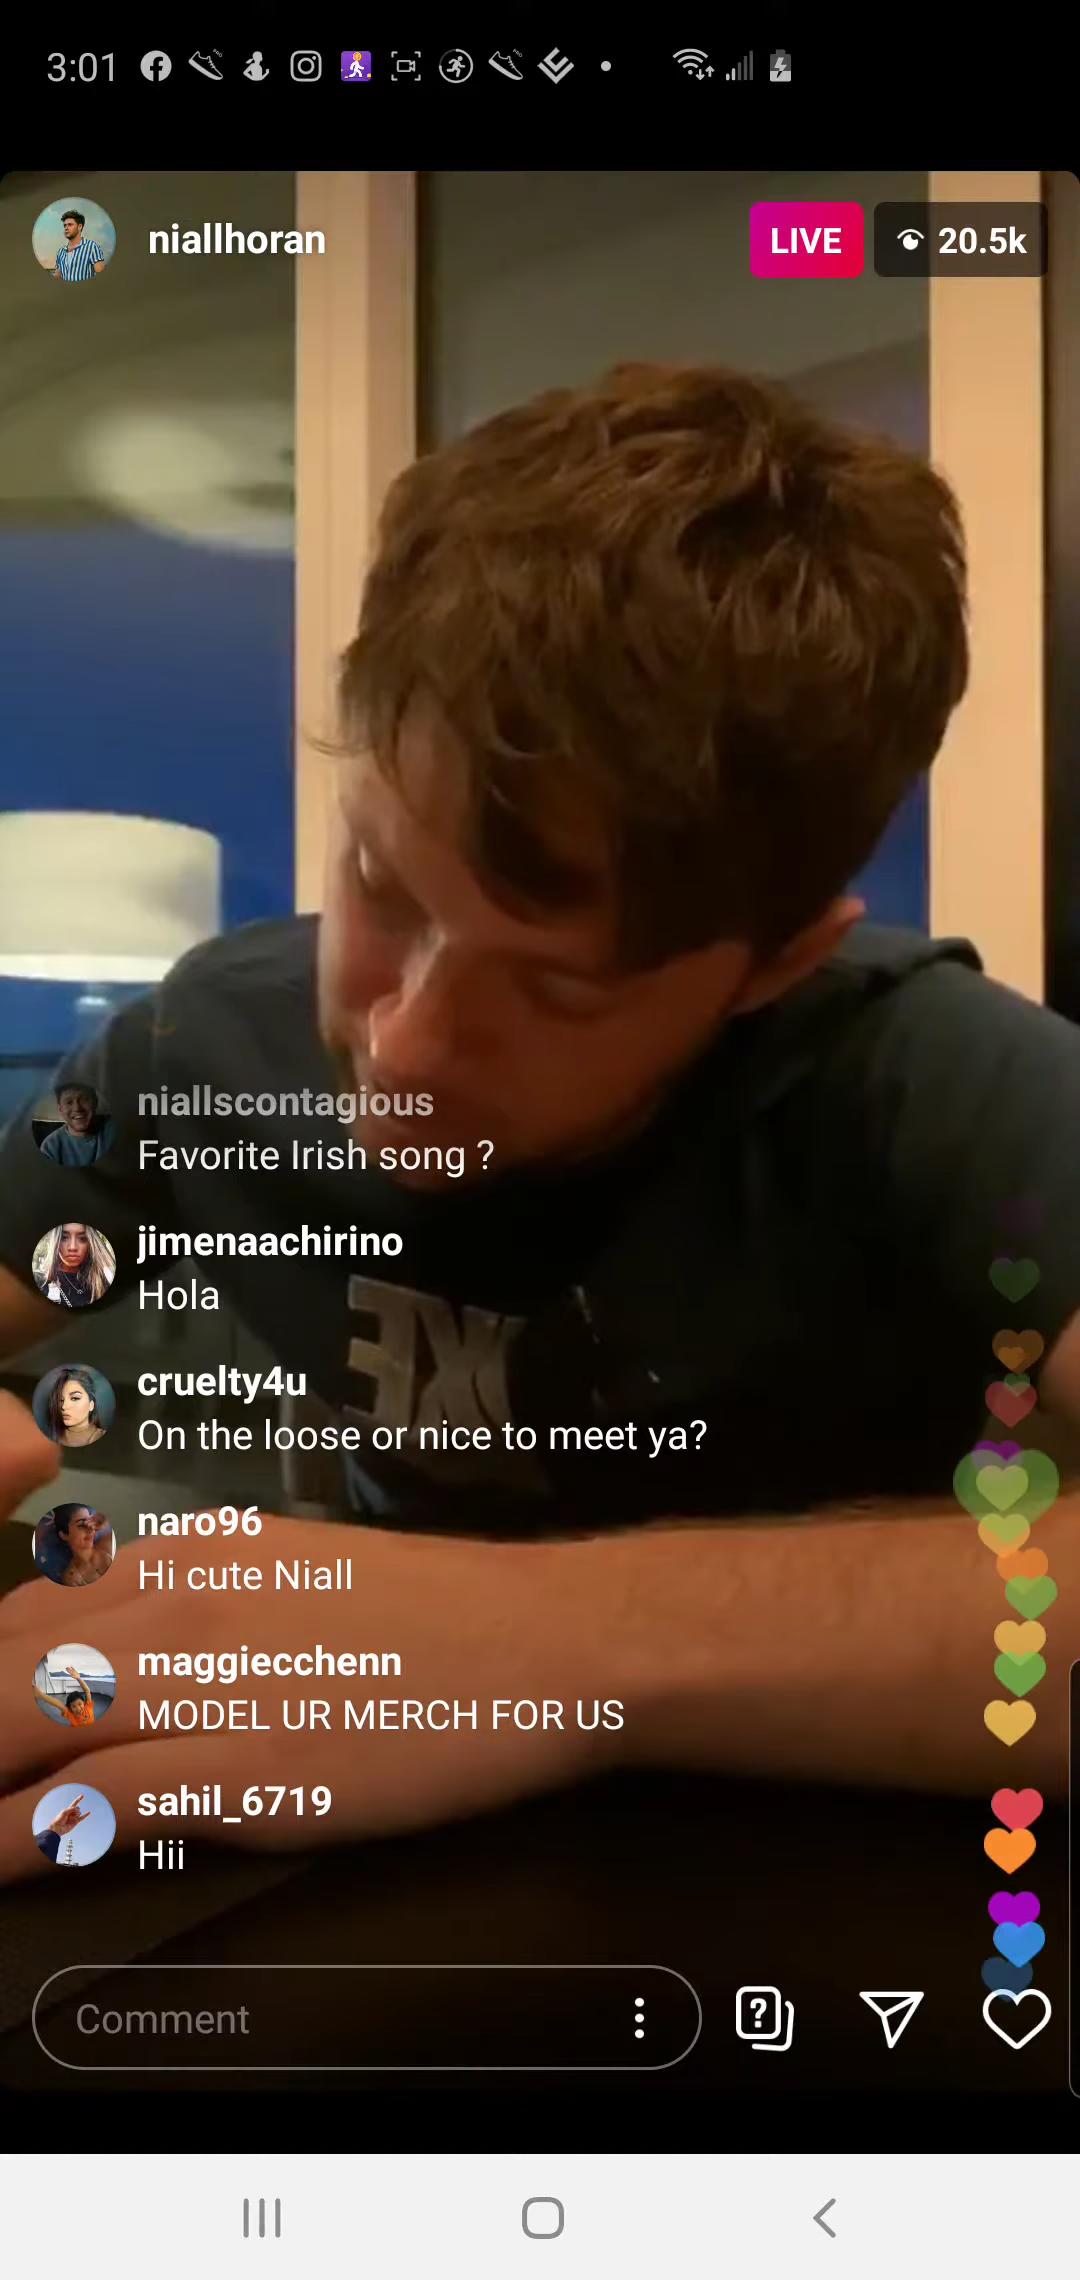 3:01
niallhoran
LIVE
20.5k
niallscontagious
Favorite Irish song ?
jimenaachirino
Hola
cruelty4u
On the loose or nice to meet ya?
naro96
Hi cute Niall
maggiecchenn
MODEL UR MERCH FOR US
sahil_6719
Hii
Comment